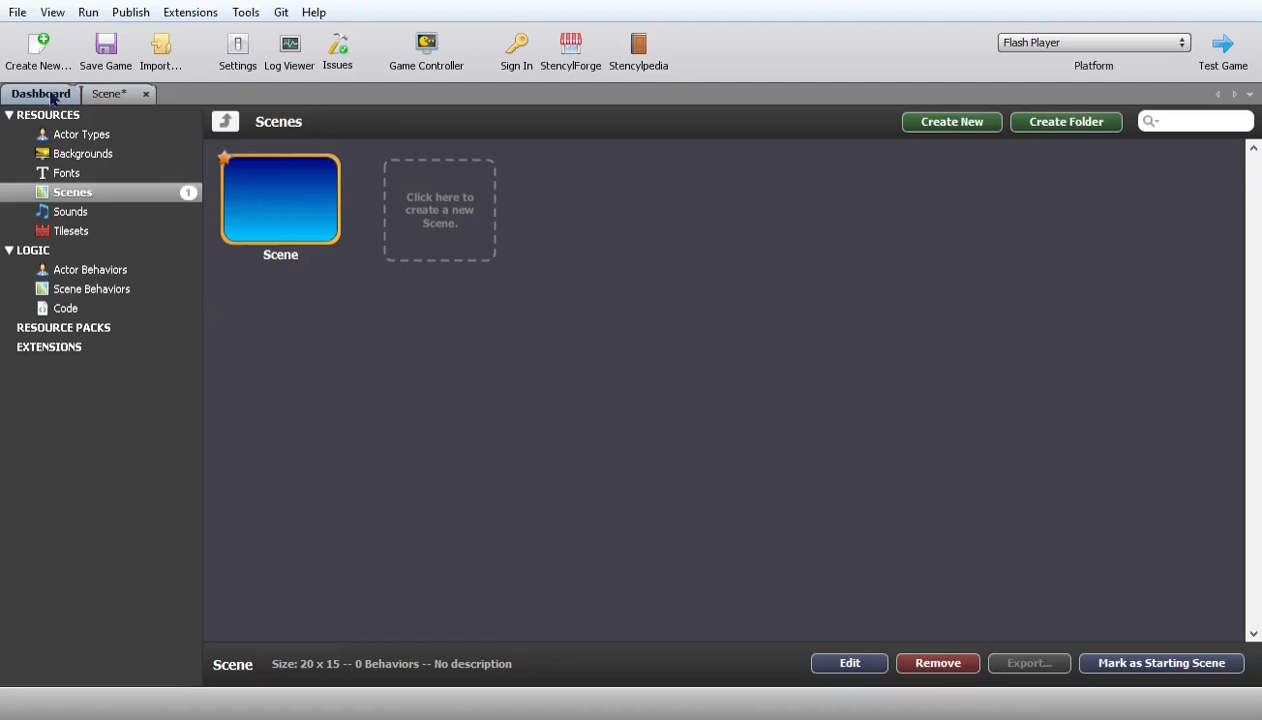 File View Run Publish Extensions Tools Git Help
Create New... Save Game Import... Settings Log Viewer Issues Game Controller Sign In StencylForge Stencylpedia Flash Player Platform Test Game
Dashboard Scene*
RESOURCES
Actor Types
Backgrounds
Fonts
Scenes 1
Sounds
Tilesets
LOGIC
Actor Behaviors
Scene Behaviors
Code
RESOURCE PACKS
EXTENSIONS
Scenes Create New Create Folder
Scene
Click here to
create a new
Scene.
Scene Size: 20 x 15 -- 0 Behaviors -- No description Edit Remove Export... Mark as Starting Scene